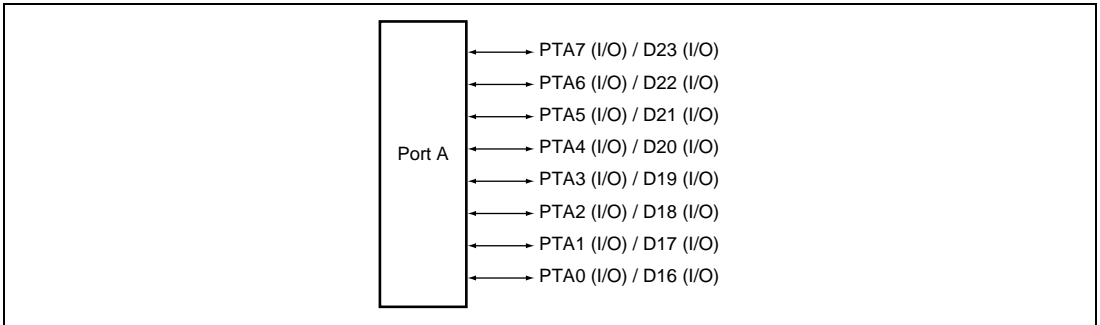 PTA7 (I/O) / D23 (I/O)
PTA6 (I/O) / D22 (I/O)
PTA5 (I/O) / D21 (I/O)
PTA4 (I/O) / D20 (I/O)
Port A
PTA3 (I/O) / D19 (I/O)
PTA2 (I/O) / D18 (I/O)
PTA1 (I/O) / D17 (I/O)
PTA0 (I/O) / D16 (I/O)